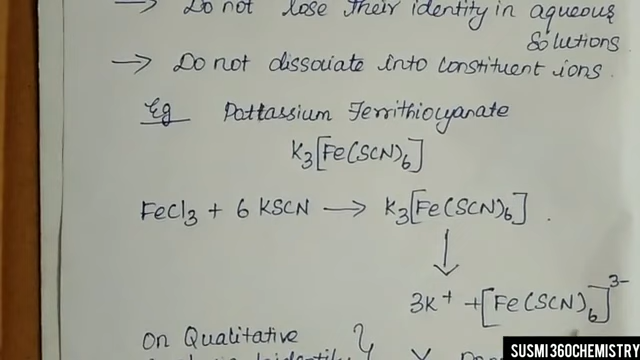 → Do not lose their identity in aqueous
solutions.
→ Do not dissociate into constituent ions.
Eg Pottassium Ferrithiocyanate
K₃[Fe(SCN)₆]
FeCl₃ + 6 KSCN → K₃[Fe(SCN)₆].
↓
3K⁺ + [Fe(SCN)₆]³⁻
On Qualitative
SUSMI360CHEMISTRY